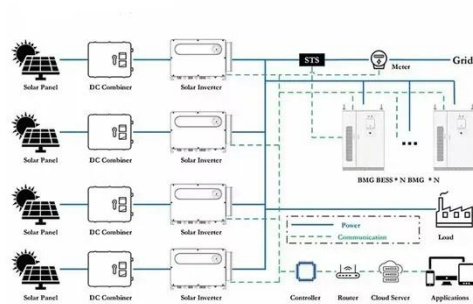 STS
Meter
Grid
Solar Panel DC Combiner Solar Inverter
Solar Panel DC Combiner Solar Inverter
BMG BESS * N BMG * N
Solar Panel DC Combiner Solar Inverter
Power
Communication
Load
Solar Panel DC Combiner Solar Inverter
Controller Router Cloud Server Applications